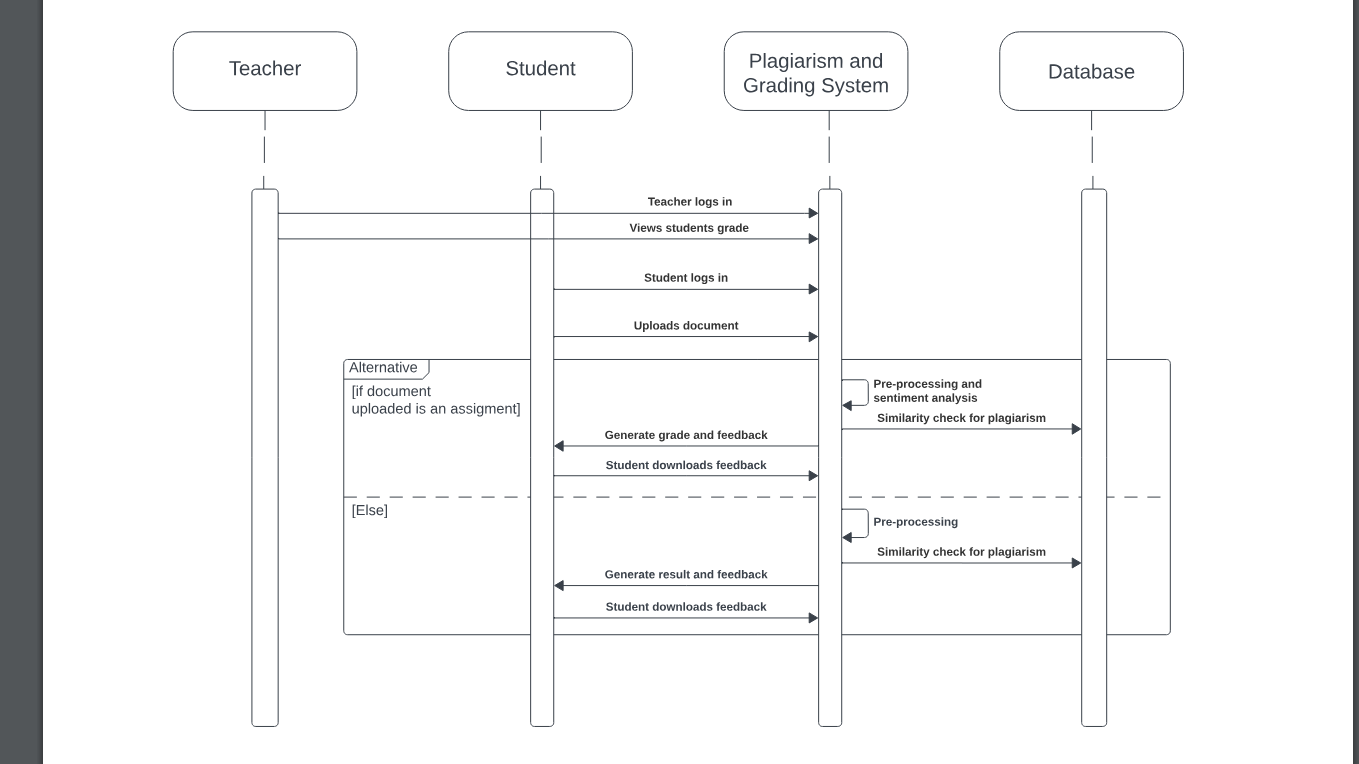 Teacher
Student
Plagiarism and
Grading System
Database
Teacher logs in
Views students grade
Student logs in
Uploads document
Alternative
[if document
uploaded is an assigment]
Pre-processing and
sentiment analysis
Similarity check for plagiarism
Generate grade and feedback
Student downloads feedback
[Else]
Pre-processing
Similarity check for plagiarism
Generate result and feedback
Student downloads feedback